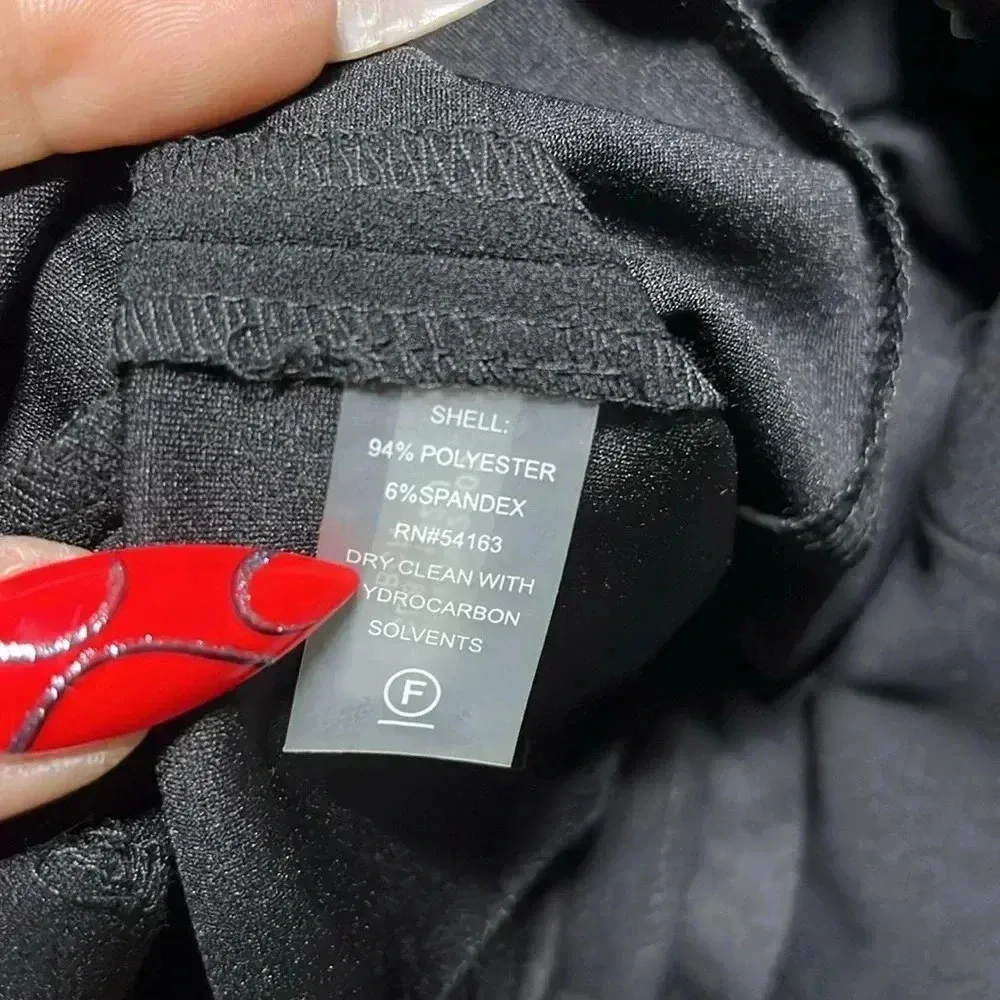 SHELL:
94% POLYESTER
6%SPANDEX
RN#54163
DRY CLEAN WITH
YDROCARBON
SOLVENTS
F